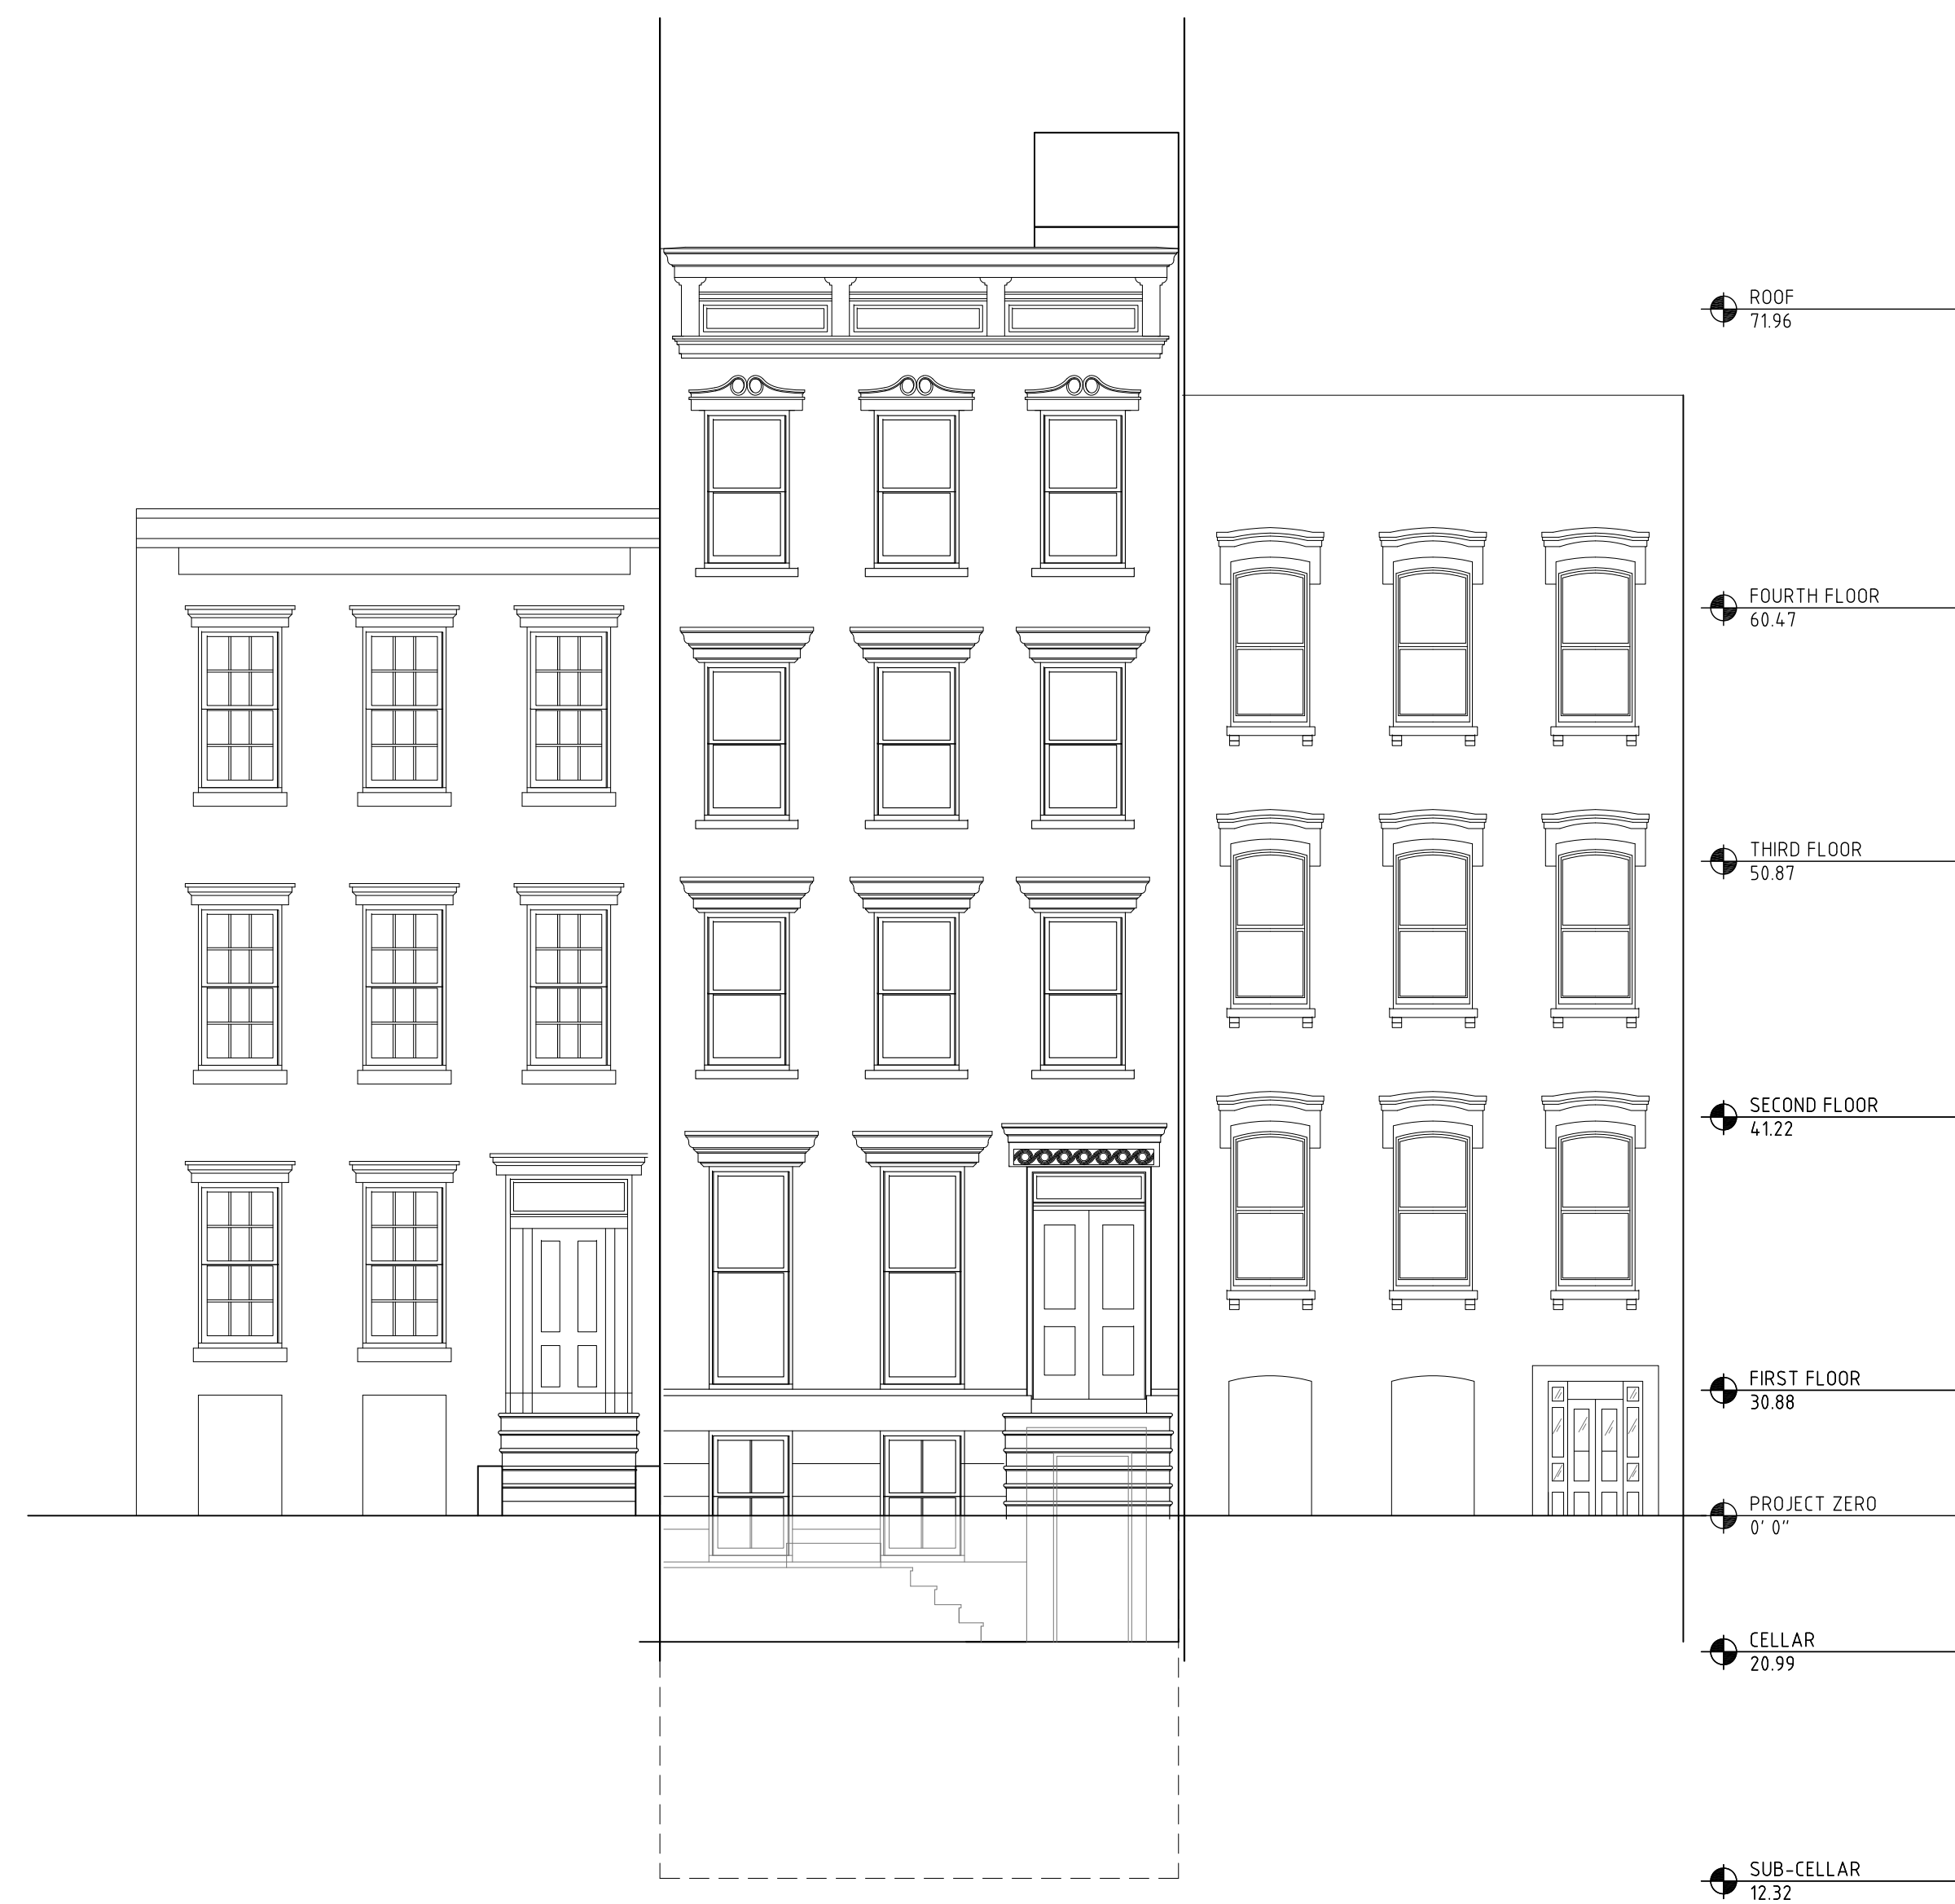 ROOF
71.96
FOURTH FLOOR
60.47
THIRD FLOOR
50.87
SECOND FLOOR
41.22
FIRST FLOOR
30.88
PROJECT ZERO
0' 0"
CELLAR
20.99
SUB-CELLAR
12.32